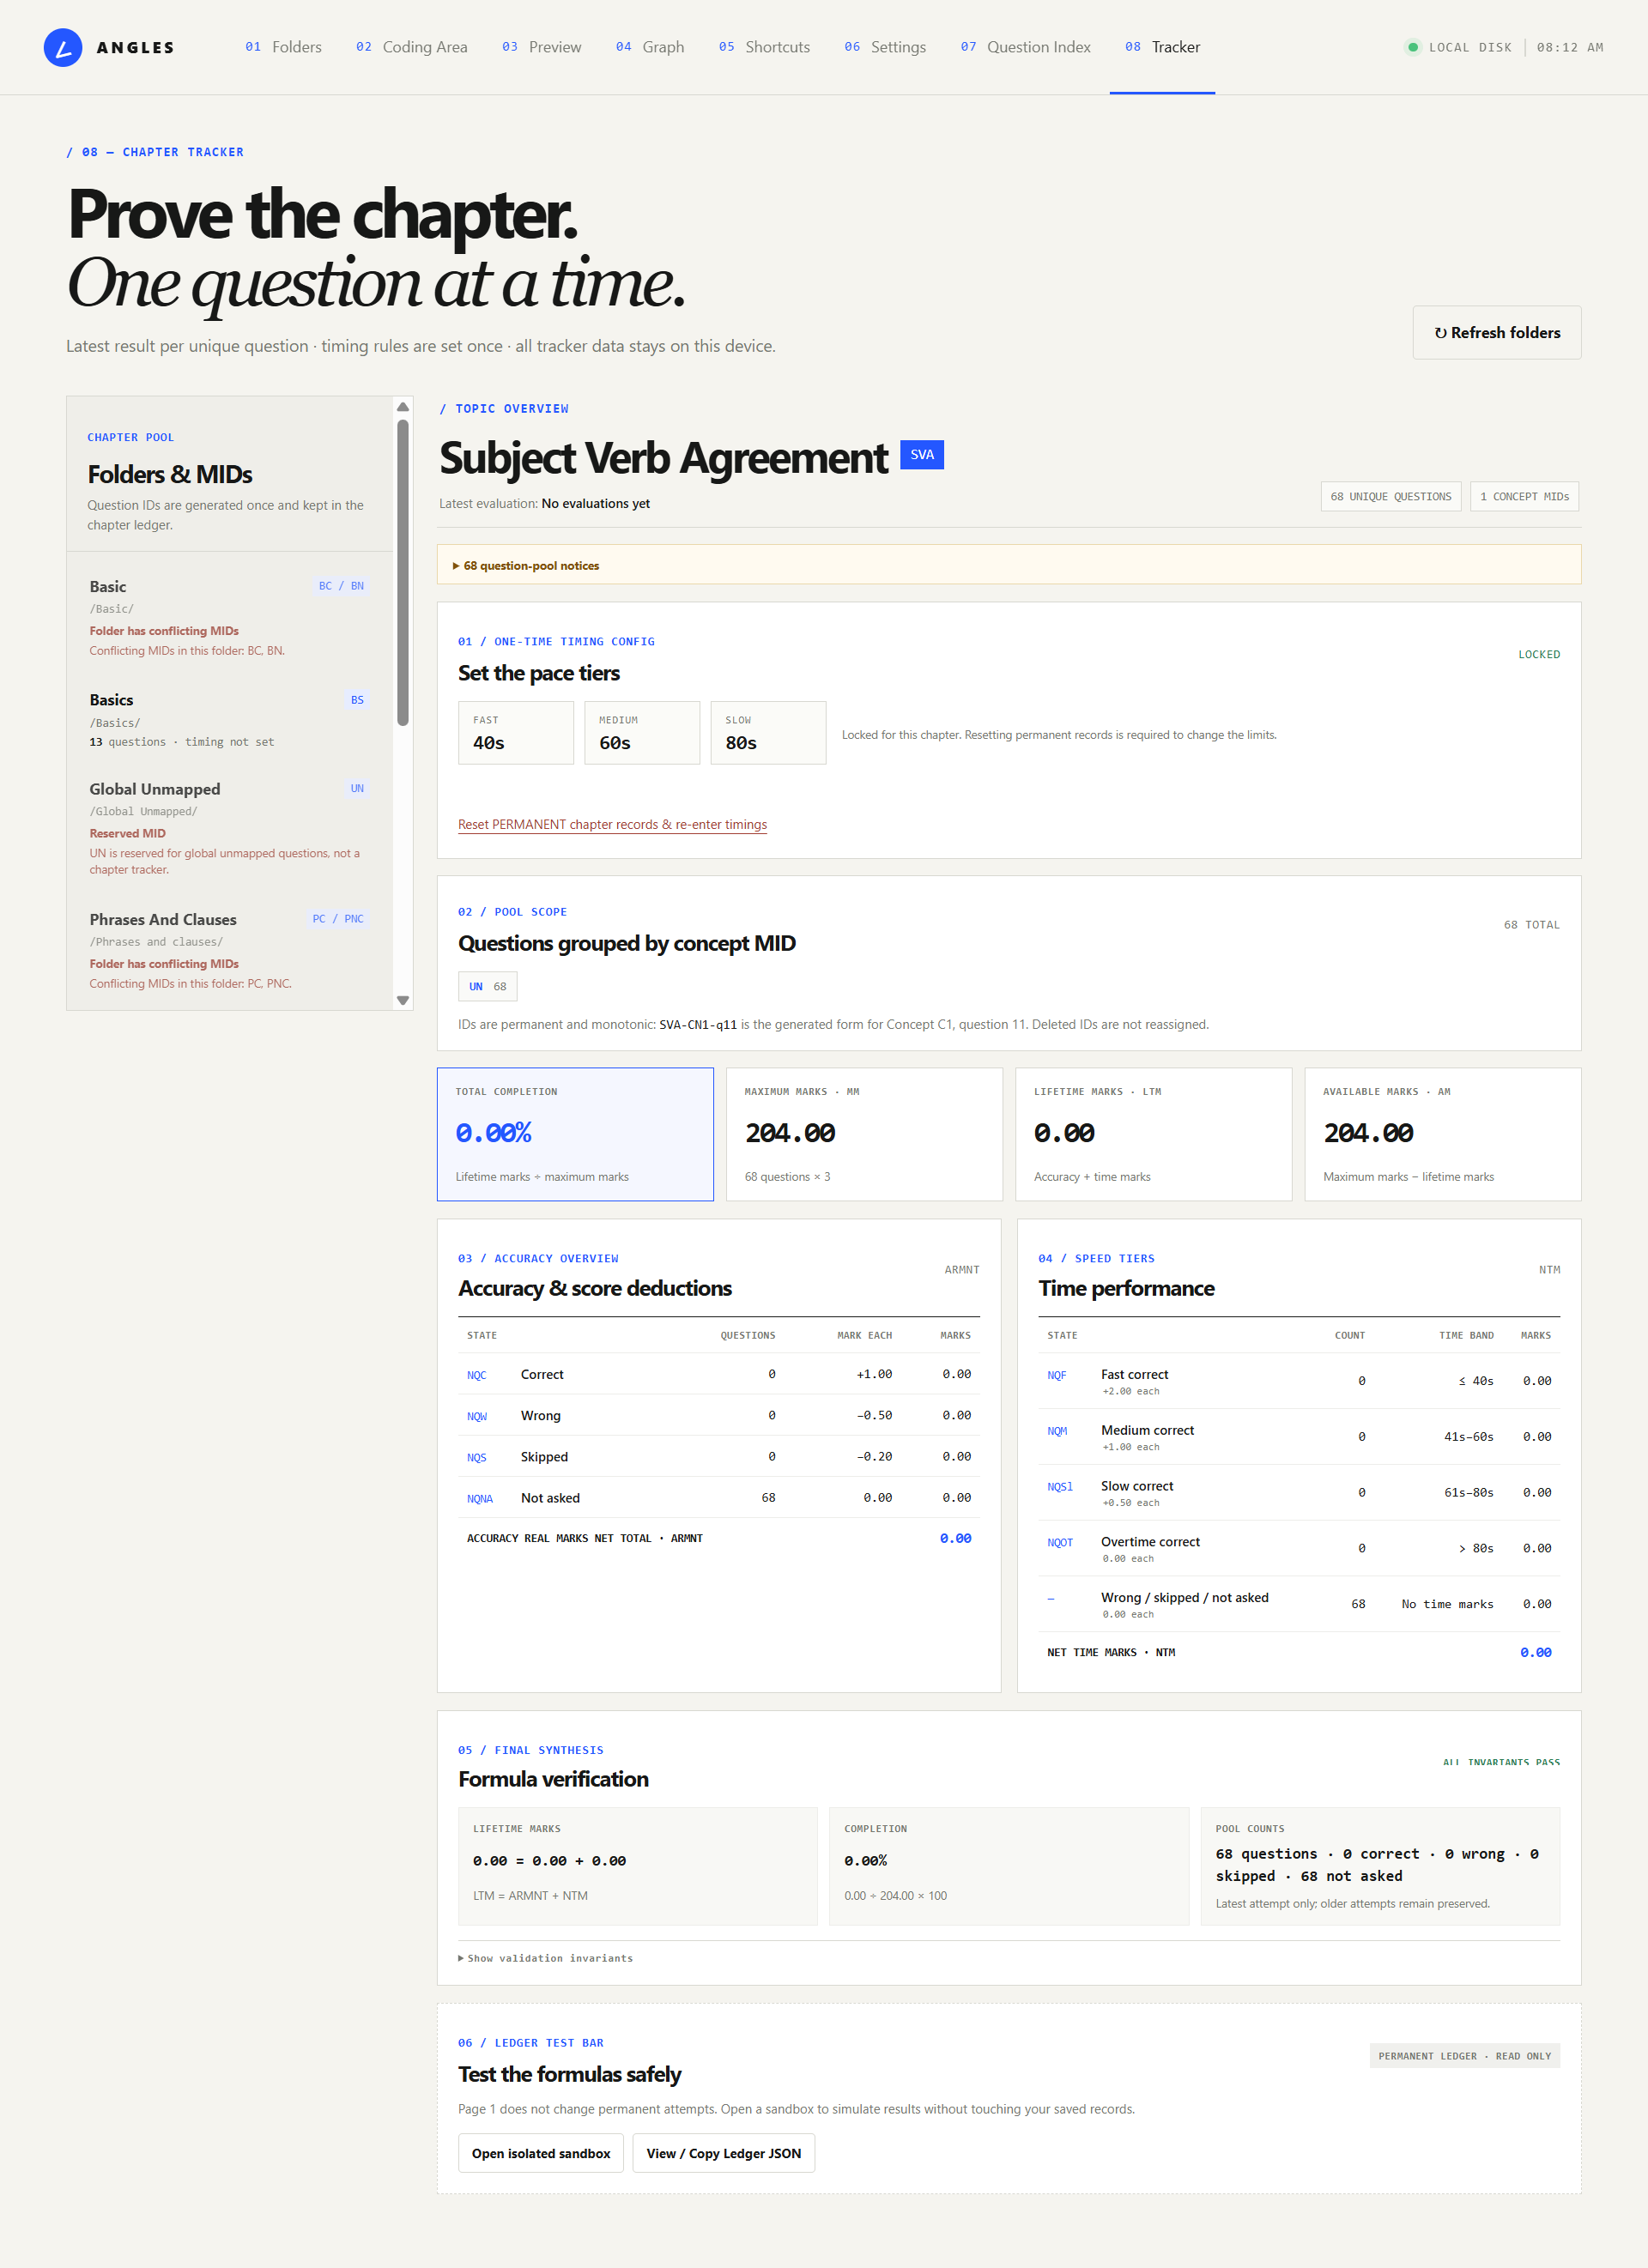 ANGLES
01 Folders 02 Coding Area 03 Preview 04 Graph 05 Shortcuts 06 Settings 07 Question Index 08 Tracker
LOCAL DISK 08:12 AM
/ 08 — CHAPTER TRACKER
Prove the chapter.
One question at a time.
Latest result per unique question · timing rules are set once · all tracker data stays on this device.
↻ Refresh folders
CHAPTER POOL
Folders & MIDs
Question IDs are generated once and kept in the
chapter ledger.
Basic BC / BN
/Basic/
Folder has conflicting MIDs
Conflicting MIDs in this folder: BC, BN.
Basics BS
/Basics/
13 questions · timing not set
Global Unmapped UN
/Global Unmapped/
Reserved MID
UN is reserved for global unmapped questions, not a
chapter tracker.
Phrases And Clauses PC / PNC
/Phrases and clauses/
Folder has conflicting MIDs
Conflicting MIDs in this folder: PC, PNC.
/ TOPIC OVERVIEW
Subject Verb Agreement SVA
Latest evaluation: No evaluations yet
68 UNIQUE QUESTIONS 1 CONCEPT MIDs
▶ 68 question-pool notices
01 / ONE-TIME TIMING CONFIG
Set the pace tiers
LOCKED
FAST
40s
MEDIUM
60s
SLOW
80s
Locked for this chapter. Resetting permanent records is required to change the limits.
Reset PERMANENT chapter records & re-enter timings
02 / POOL SCOPE
Questions grouped by concept MID
68 TOTAL
UN 68
IDs are permanent and monotonic: SVA-CN1-q11 is the generated form for Concept C1, question 11. Deleted IDs are not reassigned.
TOTAL COMPLETION
0.00%
Lifetime marks ÷ maximum marks
MAXIMUM MARKS · MM
204.00
68 questions × 3
LIFETIME MARKS · LTM
0.00
Accuracy + time marks
AVAILABLE MARKS · AM
204.00
Maximum marks − lifetime marks
03 / ACCURACY OVERVIEW
Accuracy & score deductions
ARMNT
STATE QUESTIONS MARK EACH MARKS
NQC Correct 0 +1.00 0.00
NQW Wrong 0 −0.50 0.00
NQS Skipped 0 −0.20 0.00
NQNA Not asked 68 0.00 0.00
ACCURACY REAL MARKS NET TOTAL · ARMNT 0.00
04 / SPEED TIERS
Time performance
NTM
STATE COUNT TIME BAND MARKS
NQF Fast correct 0 ≤ 40s 0.00
+2.00 each
NQM Medium correct 0 41s–60s 0.00
+1.00 each
NQSl Slow correct 0 61s–80s 0.00
+0.50 each
NQOT Overtime correct 0 > 80s 0.00
0.00 each
— Wrong / skipped / not asked 68 No time marks 0.00
0.00 each
NET TIME MARKS · NTM 0.00
05 / FINAL SYNTHESIS
Formula verification
ALL INVARIANTS PASS
LIFETIME MARKS
0.00 = 0.00 + 0.00
LTM = ARMNT + NTM
COMPLETION
0.00%
0.00 ÷ 204.00 × 100
POOL COUNTS
68 questions · 0 correct · 0 wrong · 0
skipped · 68 not asked
Latest attempt only; older attempts remain preserved.
▶ Show validation invariants
06 / LEDGER TEST BAR
Test the formulas safely
PERMANENT LEDGER · READ ONLY
Page 1 does not change permanent attempts. Open a sandbox to simulate results without touching your saved records.
Open isolated sandbox View / Copy Ledger JSON